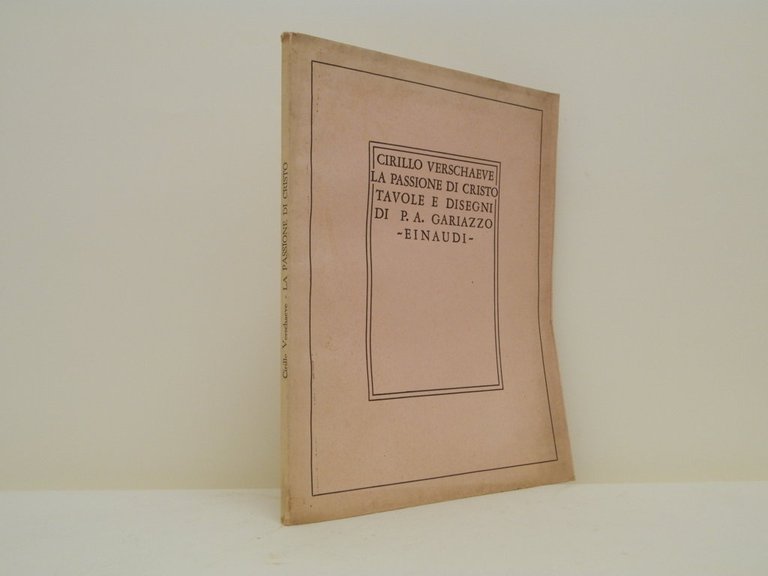 CIRILLO VERSCHAEVE
LA PASSIONE DI CRISTO
TAVOLE E DISEGNI
DI P. A. GARIAZZO
-EINAUDI-
Cirillo Verschaeve - LA PASSIONE DI CRISTO